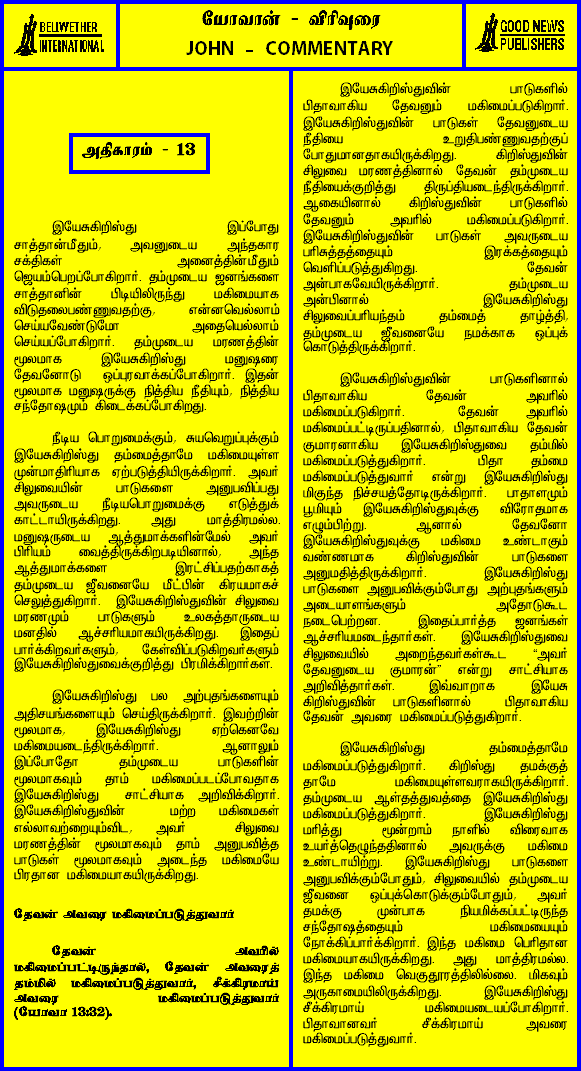 BELIWETHER
INTERNATIONAL
யோவான் - விரிவுரை
JOHN - COMMENTARY
GOOD NEWS
PUBLISHERS
அதிகாரம் - 13
இயேசுகிறிஸ்து இப்போது
சாத்தான்மீதும், அவனுடைய அந்தகார
சக்திகள் அனைத்தின்மீதும்
ஜெயம்பெறப்போகிறார். தம்முடைய ஜனங்களை
சாத்தானின் பிடியிலிருந்து மகிமையாக
விடுதலைபண்ணுவதற்கு, என்னவெல்லாம்
செய்யவேண்டுமோ அதையெல்லாம்
செய்யப்போகிறார். தம்முடைய மரணத்தின்
மூலமாக இயேசுகிறிஸ்து மனுஷரை
தேவனோடு ஒப்புரவாக்கப்போகிறார். இதன்
மூலமாக மனுஷருக்கு நித்திய நீதியும், நித்திய
சந்தோஷமும் கிடைக்கப்போகிறது.
நீடிய பொறுமைக்கும், சுயவெறுப்புக்கும்
இயேசுகிறிஸ்து தம்மைத்தாமே மகிமையுள்ள
முன்மாதிரியாக ஏற்படுத்தியிருக்கிறார். அவர்
சிலுவையின் பாடுகளை அனுபவிப்பது
அவருடைய நீடியபொறுமைக்கு எடுத்துக்
காட்டாயிருக்கிறது. அது மாத்திரமல்ல.
மனுஷருடைய ஆத்துமாக்களின்மேல் அவர்
பிரியம் வைத்திருக்கிறபடியினால், அந்த
ஆத்துமாக்களை இரட்சிப்பதற்காகத்
தம்முடைய ஜீவனையே மீட்பின் கிரயமாகச்
செலுத்துகிறார். இயேசுகிறிஸ்துவின் சிலுவை
மரணமும் பாடுகளும் உலகத்தாருடைய
மனதில் ஆச்சரியமாகயிருக்கிறது. இதைப்
பார்க்கிறவர்களும், கேள்விப்படுகிறவர்களும்
இயேசுகிறிஸ்துவைக்குறித்து பிரமிக்கிறார்கள்.
இயேசுகிறிஸ்து பல அற்புதங்களையும்
அதிசயங்களையும் செய்திருக்கிறார். இவற்றின்
மூலமாக, இயேசுகிறிஸ்து ஏற்கெனவே
மகிமையடைந்திருக்கிறார். ஆனாலும்
இப்போதோ தம்முடைய பாடுகளின்
மூலமாகவும் தாம் மகிமைப்படப்போவதாக
இயேசுகிறிஸ்து சாட்சியாக அறிவிக்கிறார்.
இயேசுகிறிஸ்துவின் மற்ற மகிமைகள்
எல்லாவற்றையும்விட, அவர் சிலுவை
மரணத்தின் மூலமாகவும் தாம் அனுபவித்த
பாடுகள் மூலமாகவும் அடைந்த மகிமையே
பிரதான மகிமையாகயிருக்கிறது.
தேவன் அவரை மகிமைப்படுத்துவார்
தேவன் அவரில்
மகிமைப்பட்டிருந்தால், தேவன் அவரைத்
தம்மில் மகிமைப்படுத்துவார், சீக்கிரமாய்
அவரை மகிமைப்படுத்துவார்
(யோவா 13:32).
இயேசுகிறிஸ்துவின் பாடுகளில்
பிதாவாகிய தேவனும் மகிமைப்படுகிறார்.
இயேசுகிறிஸ்துவின் பாடுகள் தேவனுடைய
நீதியை உறுதிபண்ணுவதற்குப்
போதுமானதாகயிருக்கிறது. கிறிஸ்துவின்
சிலுவை மரணத்தினால் தேவன் தம்முடைய
நீதியைக்குறித்து திருப்தியடைந்திருக்கிறார்.
ஆகையினால் கிறிஸ்துவின் பாடுகளில்
தேவனும் அவரில் மகிமைப்படுகிறார்.
இயேசுகிறிஸ்துவின் பாடுகள் அவருடைய
பரிசுத்தத்தையும் இரக்கத்தையும்
வெளிப்படுத்துகிறது. தேவன்
அன்பாகவேயிருக்கிறார். தம்முடைய
அன்பினால் இயேசுகிறிஸ்து
சிலுவைப்பரியந்தம் தம்மைத் தாழ்த்தி,
தம்முடைய ஜீவனையே நமக்காக ஒப்புக்
கொடுத்திருக்கிறார்.
இயேசுகிறிஸ்துவின் பாடுகளினால்
பிதாவாகிய தேவன் அவரில்
மகிமைப்படுகிறார். தேவன் அவரில்
மகிமைப்பட்டிருப்பதினால், பிதாவாகிய தேவன்
குமாரனாகிய இயேசுகிறிஸ்துவை தம்மில்
மகிமைப்படுத்துகிறார். பிதா தம்மை
மகிமைப்படுத்துவார் என்று இயேசுகிறிஸ்து
மிகுந்த நிச்சயத்தோடிருக்கிறார். பாதாளமும்
பூமியும் இயேசுகிறிஸ்துவுக்கு விரோதமாக
எழும்பிற்று. ஆனால் தேவனோ
இயேசுகிறிஸ்துவுக்கு மகிமை உண்டாகும்
வண்ணமாக கிறிஸ்துவின் பாடுகளை
அனுமதித்திருக்கிறார். இயேசுகிறிஸ்து
பாடுகளை அனுபவிக்கும்போது அற்புதங்களும்
அடையாளங்களும் அதோடுகூட
நடைபெற்றன. இதைப்பார்த்த ஜனங்கள்
ஆச்சரியமடைந்தார்கள். இயேசுகிறிஸ்துவை
சிலுவையில் அறைந்தவர்கள்கூட "அவர்
தேவனுடைய குமாரன்" என்று சாட்சியாக
அறிவித்தார்கள். இவ்வாறாக இயேசு
கிறிஸ்துவின் பாடுகளினால் பிதாவாகிய
தேவன் அவரை மகிமைப்படுத்துகிறார்.
இயேசுகிறிஸ்து தம்மைத்தாமே
மகிமைப்படுத்துகிறார். கிறிஸ்து தமக்குத்
தாமே மகிமையுள்ளவராகயிருக்கிறார்.
தம்முடைய ஆள்தத்துவத்தை இயேசுகிறிஸ்து
மகிமைப்படுத்துகிறார். இயேசுகிறிஸ்து
மரித்து மூன்றாம் நாளில் விரைவாக
உயர்த்தெழுந்ததினால் அவருக்கு மகிமை
உண்டாயிற்று. இயேசுகிறிஸ்து பாடுகளை
அனுபவிக்கும்போதும், சிலுவையில் தம்முடைய
ஜீவனை ஒப்புக்கொடுக்கும்போதும், அவர்
தமக்கு முன்பாக நியமிக்கப்பட்டிருந்த
சந்தோஷத்தையும் மகிமையையும்
நோக்கிப்பார்க்கிறார். இந்த மகிமை பெரிதான
மகிமையாகயிருக்கிறது. அது மாத்திரமல்ல.
இந்த மகிமை வெகுதூரத்திலில்லை. மிகவும்
அருகாமையிலிருக்கிறது. இயேசுகிறிஸ்து
சீக்கிரமாய் மகிமையடையப்போகிறார்.
பிதாவானவர் சீக்கிரமாய் அவரை
மகிமைப்படுத்துவார்.